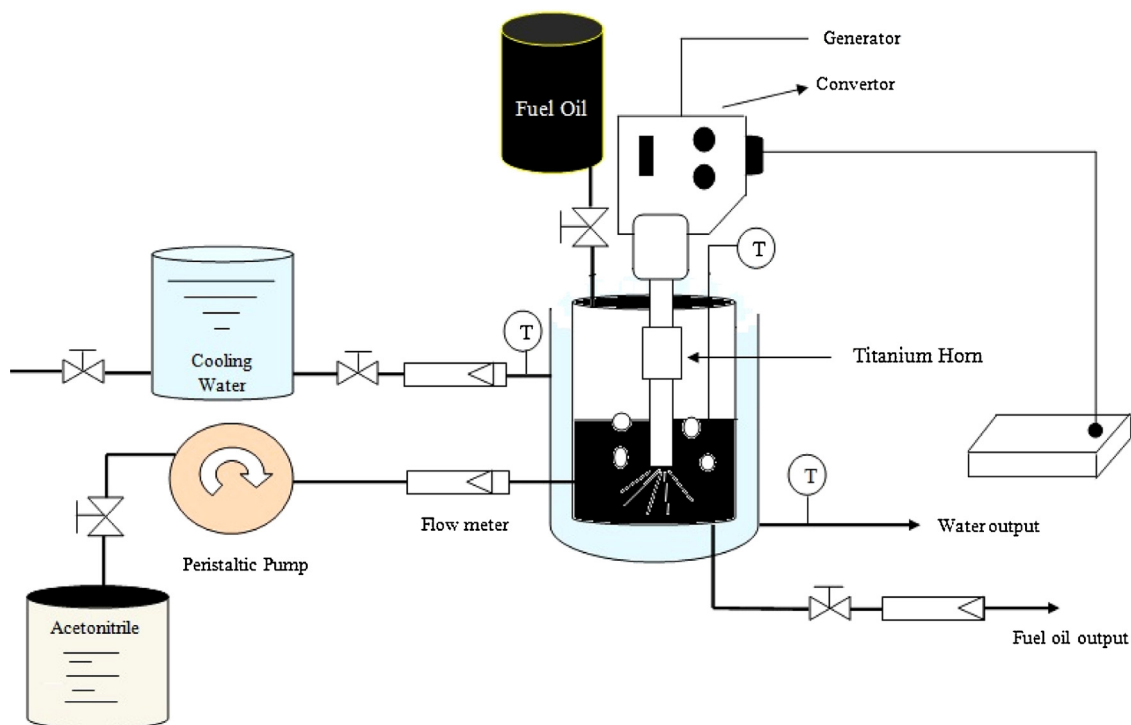 Generator
Convertor
Fuel Oil
T
Titanium Horn
T
Cooling
Water
T
Flow meter
Water output
Peristaltic Pump
Acetonitrile
Fuel oil output